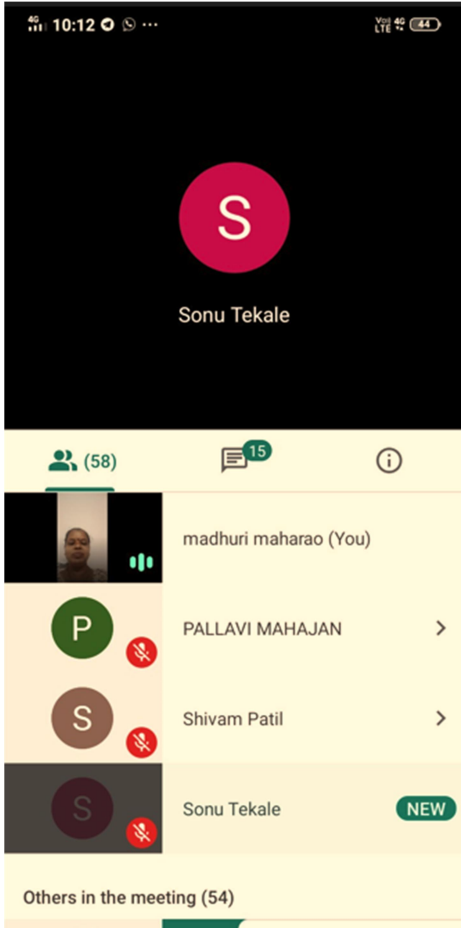 4G 10:12 ...
Vo) 4G 44
LTE
S
Sonu Tekale
(58) 15
madhuri maharao (You)
P PALLAVI MAHAJAN
S Shivam Patil
S Sonu Tekale NEW
Others in the meeting (54)